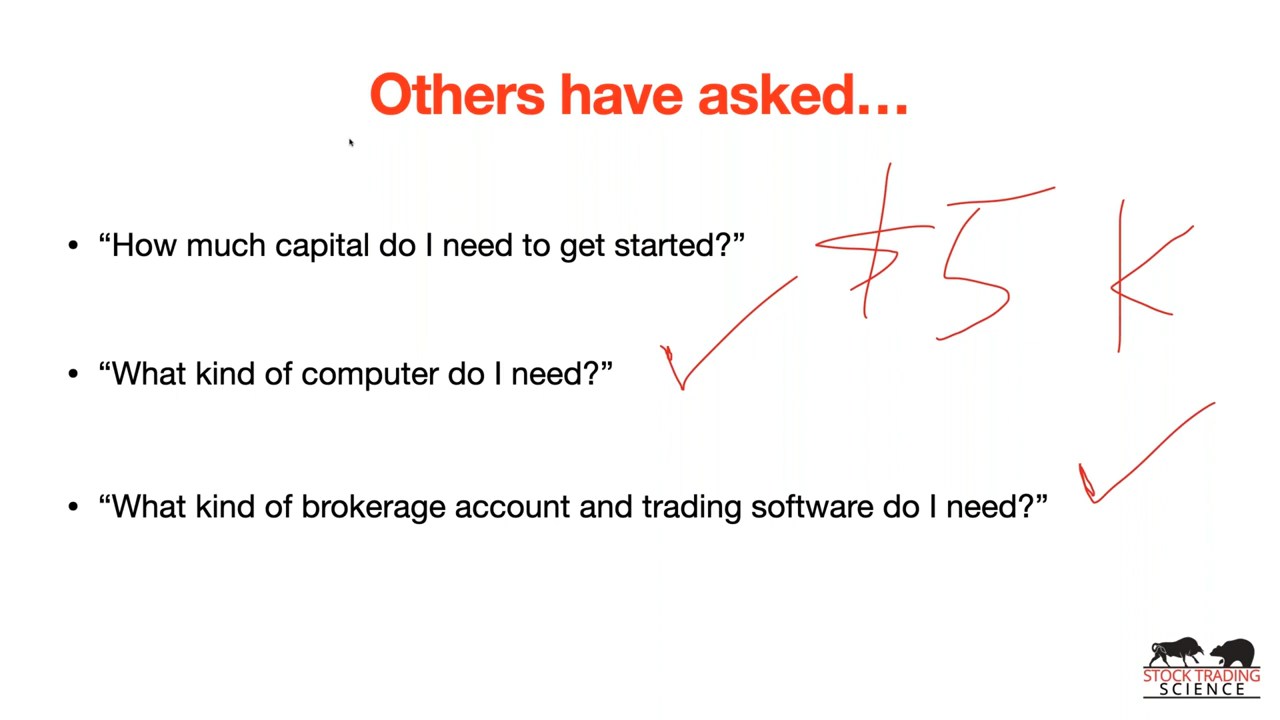 Others have asked...
• “How much capital do I need to get started?”
$5 K
• “What kind of computer do I need?”
• “What kind of brokerage account and trading software do I need?”
STOCK TRADING
SCIENCE